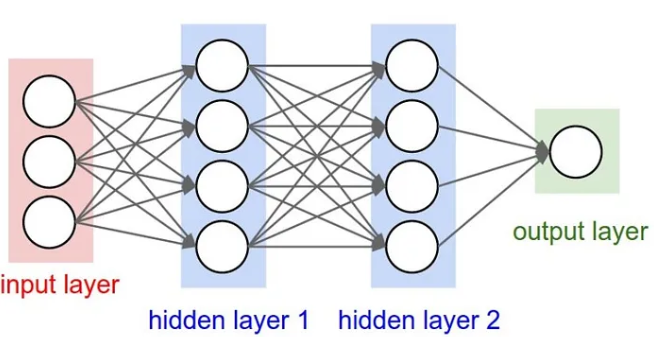 input layer
hidden layer 1
hidden layer 2
output layer